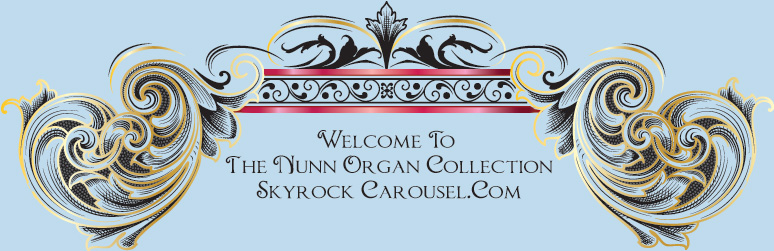 Welcome To
The Nunn Organ Collection
Skyrock Carousel.Com